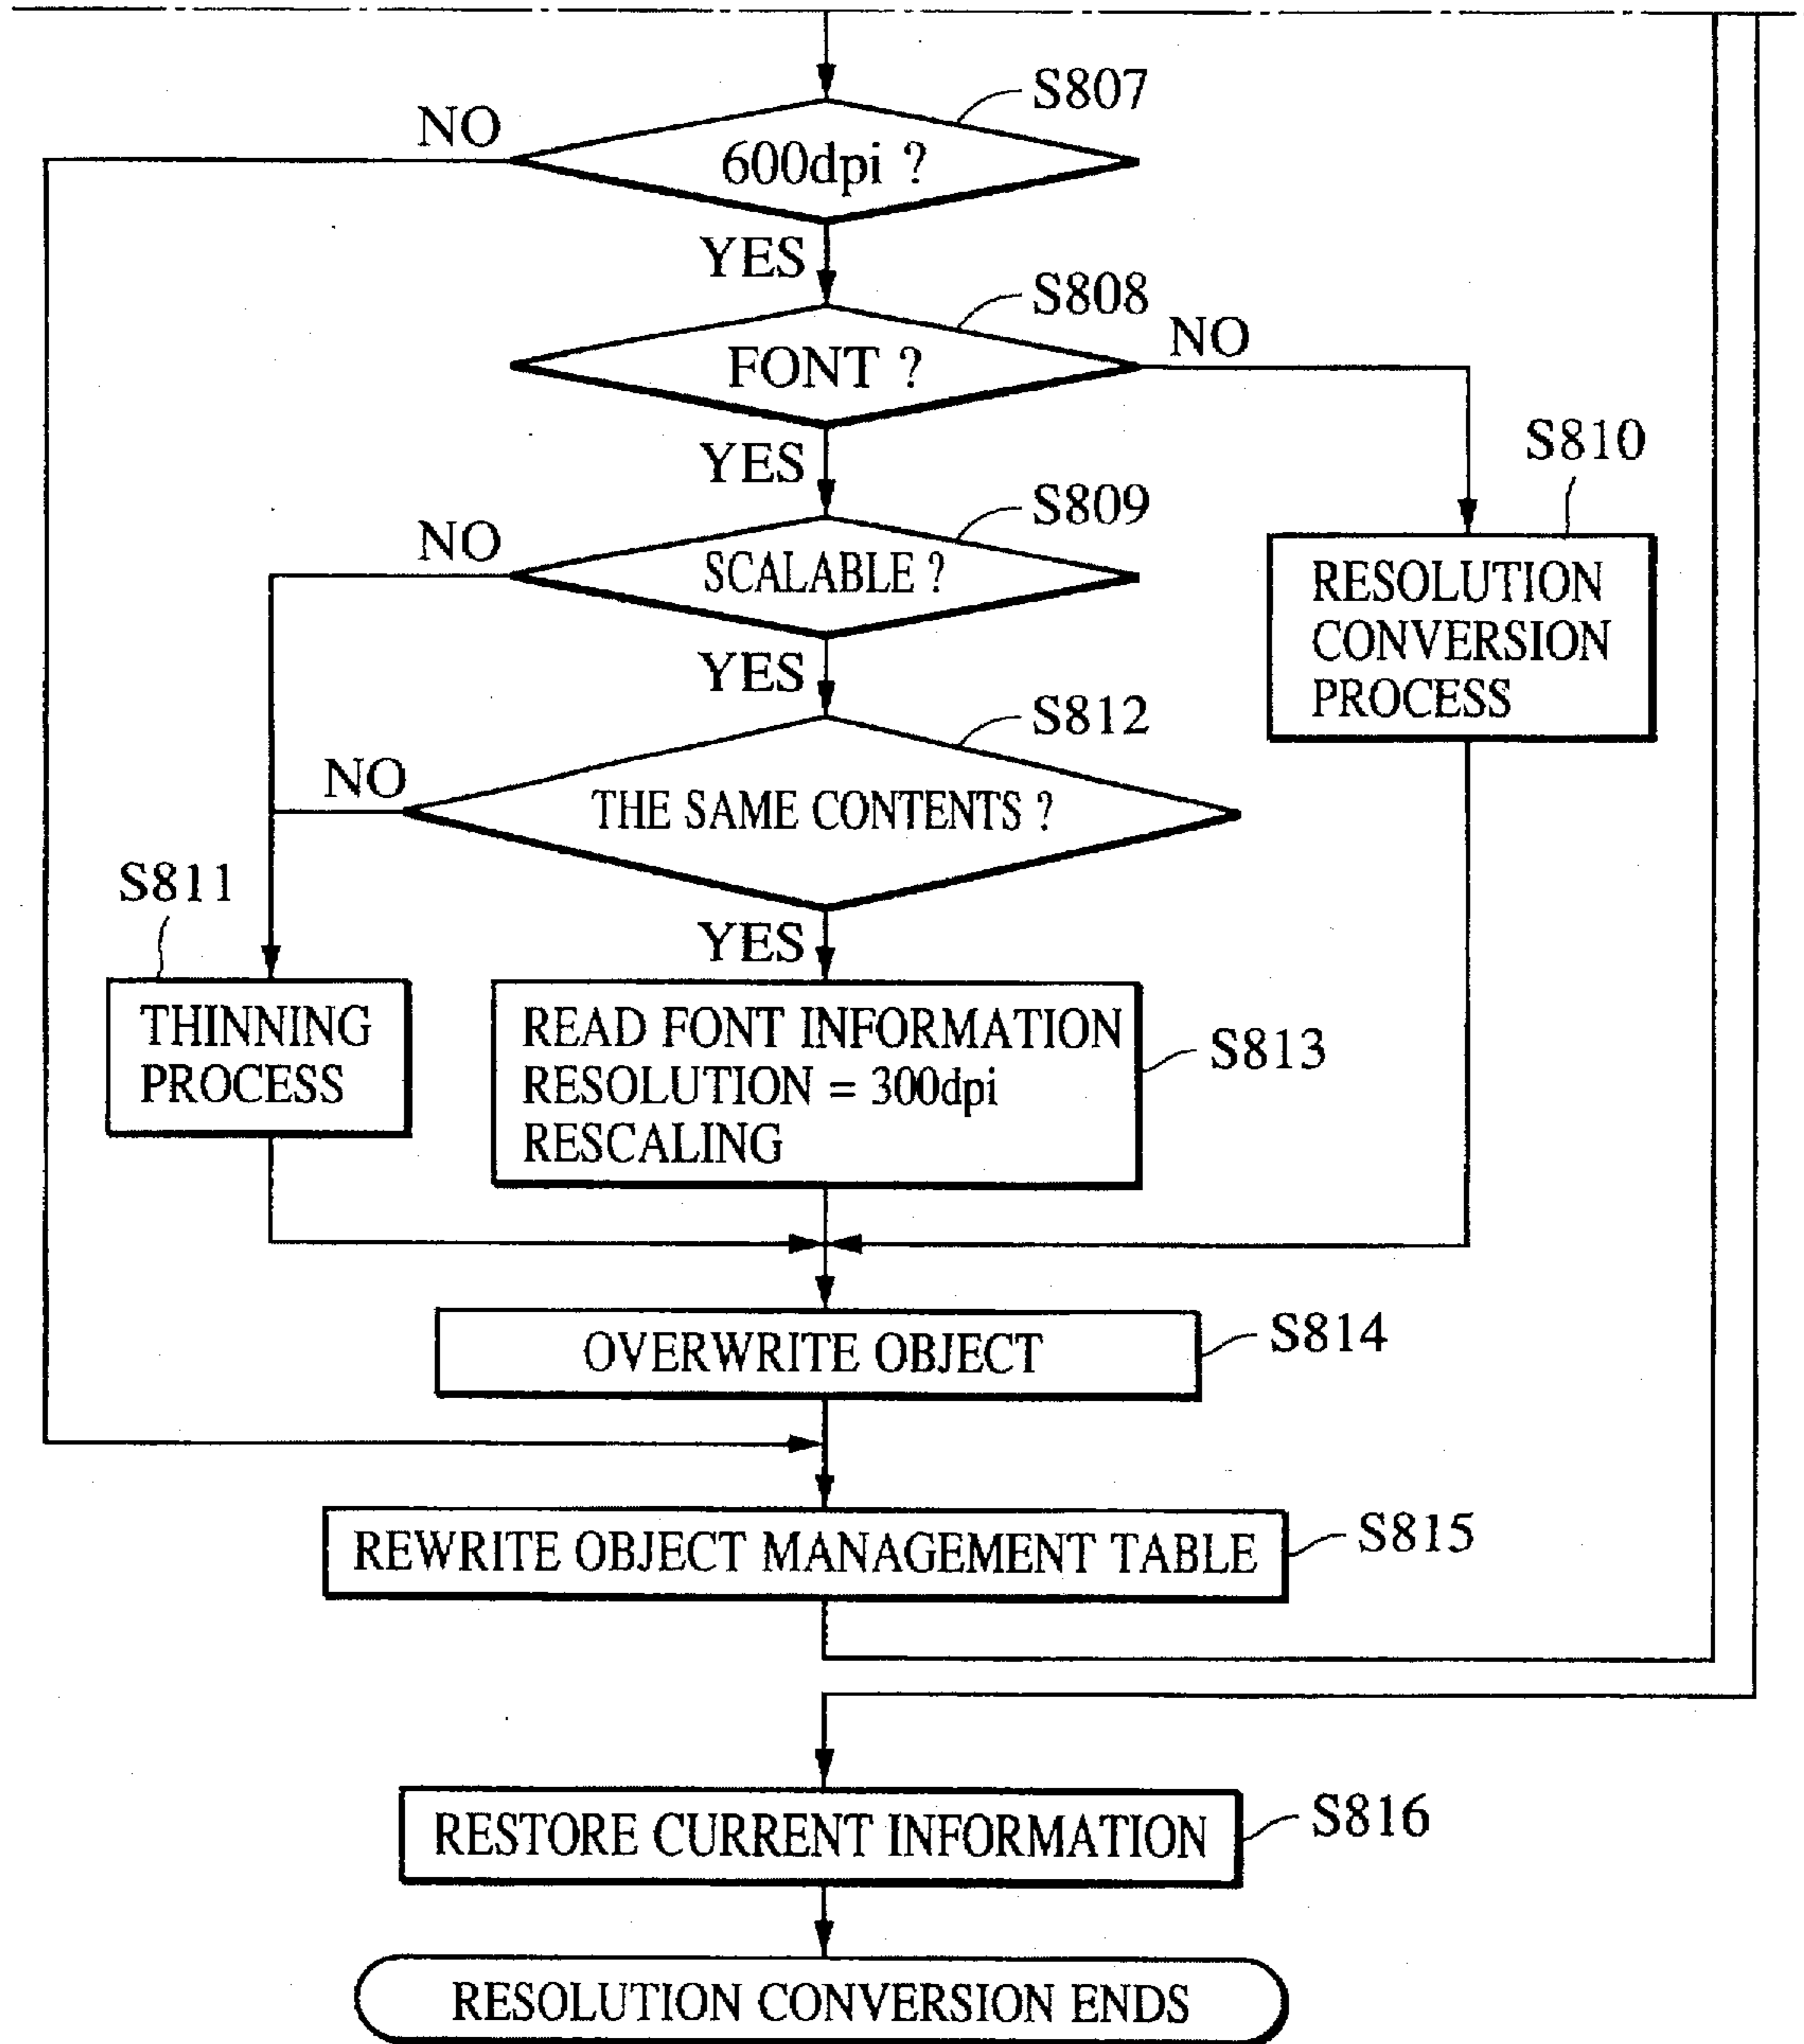 S807
NO
600dpi ?
YES
S808
NO
FONT ?
YES
S810
S809
NO
SCALABLE ?
RESOLUTION
CONVERSION
PROCESS
YES
S812
NO
THE SAME CONTENTS ?
S811
YES
THINNING
PROCESS
READ FONT INFORMATION
RESOLUTION = 300dpi
RESCALING
S813
OVERWRITE OBJECT
S814
REWRITE OBJECT MANAGEMENT TABLE
S815
RESTORE CURRENT INFORMATION
S816
RESOLUTION CONVERSION ENDS